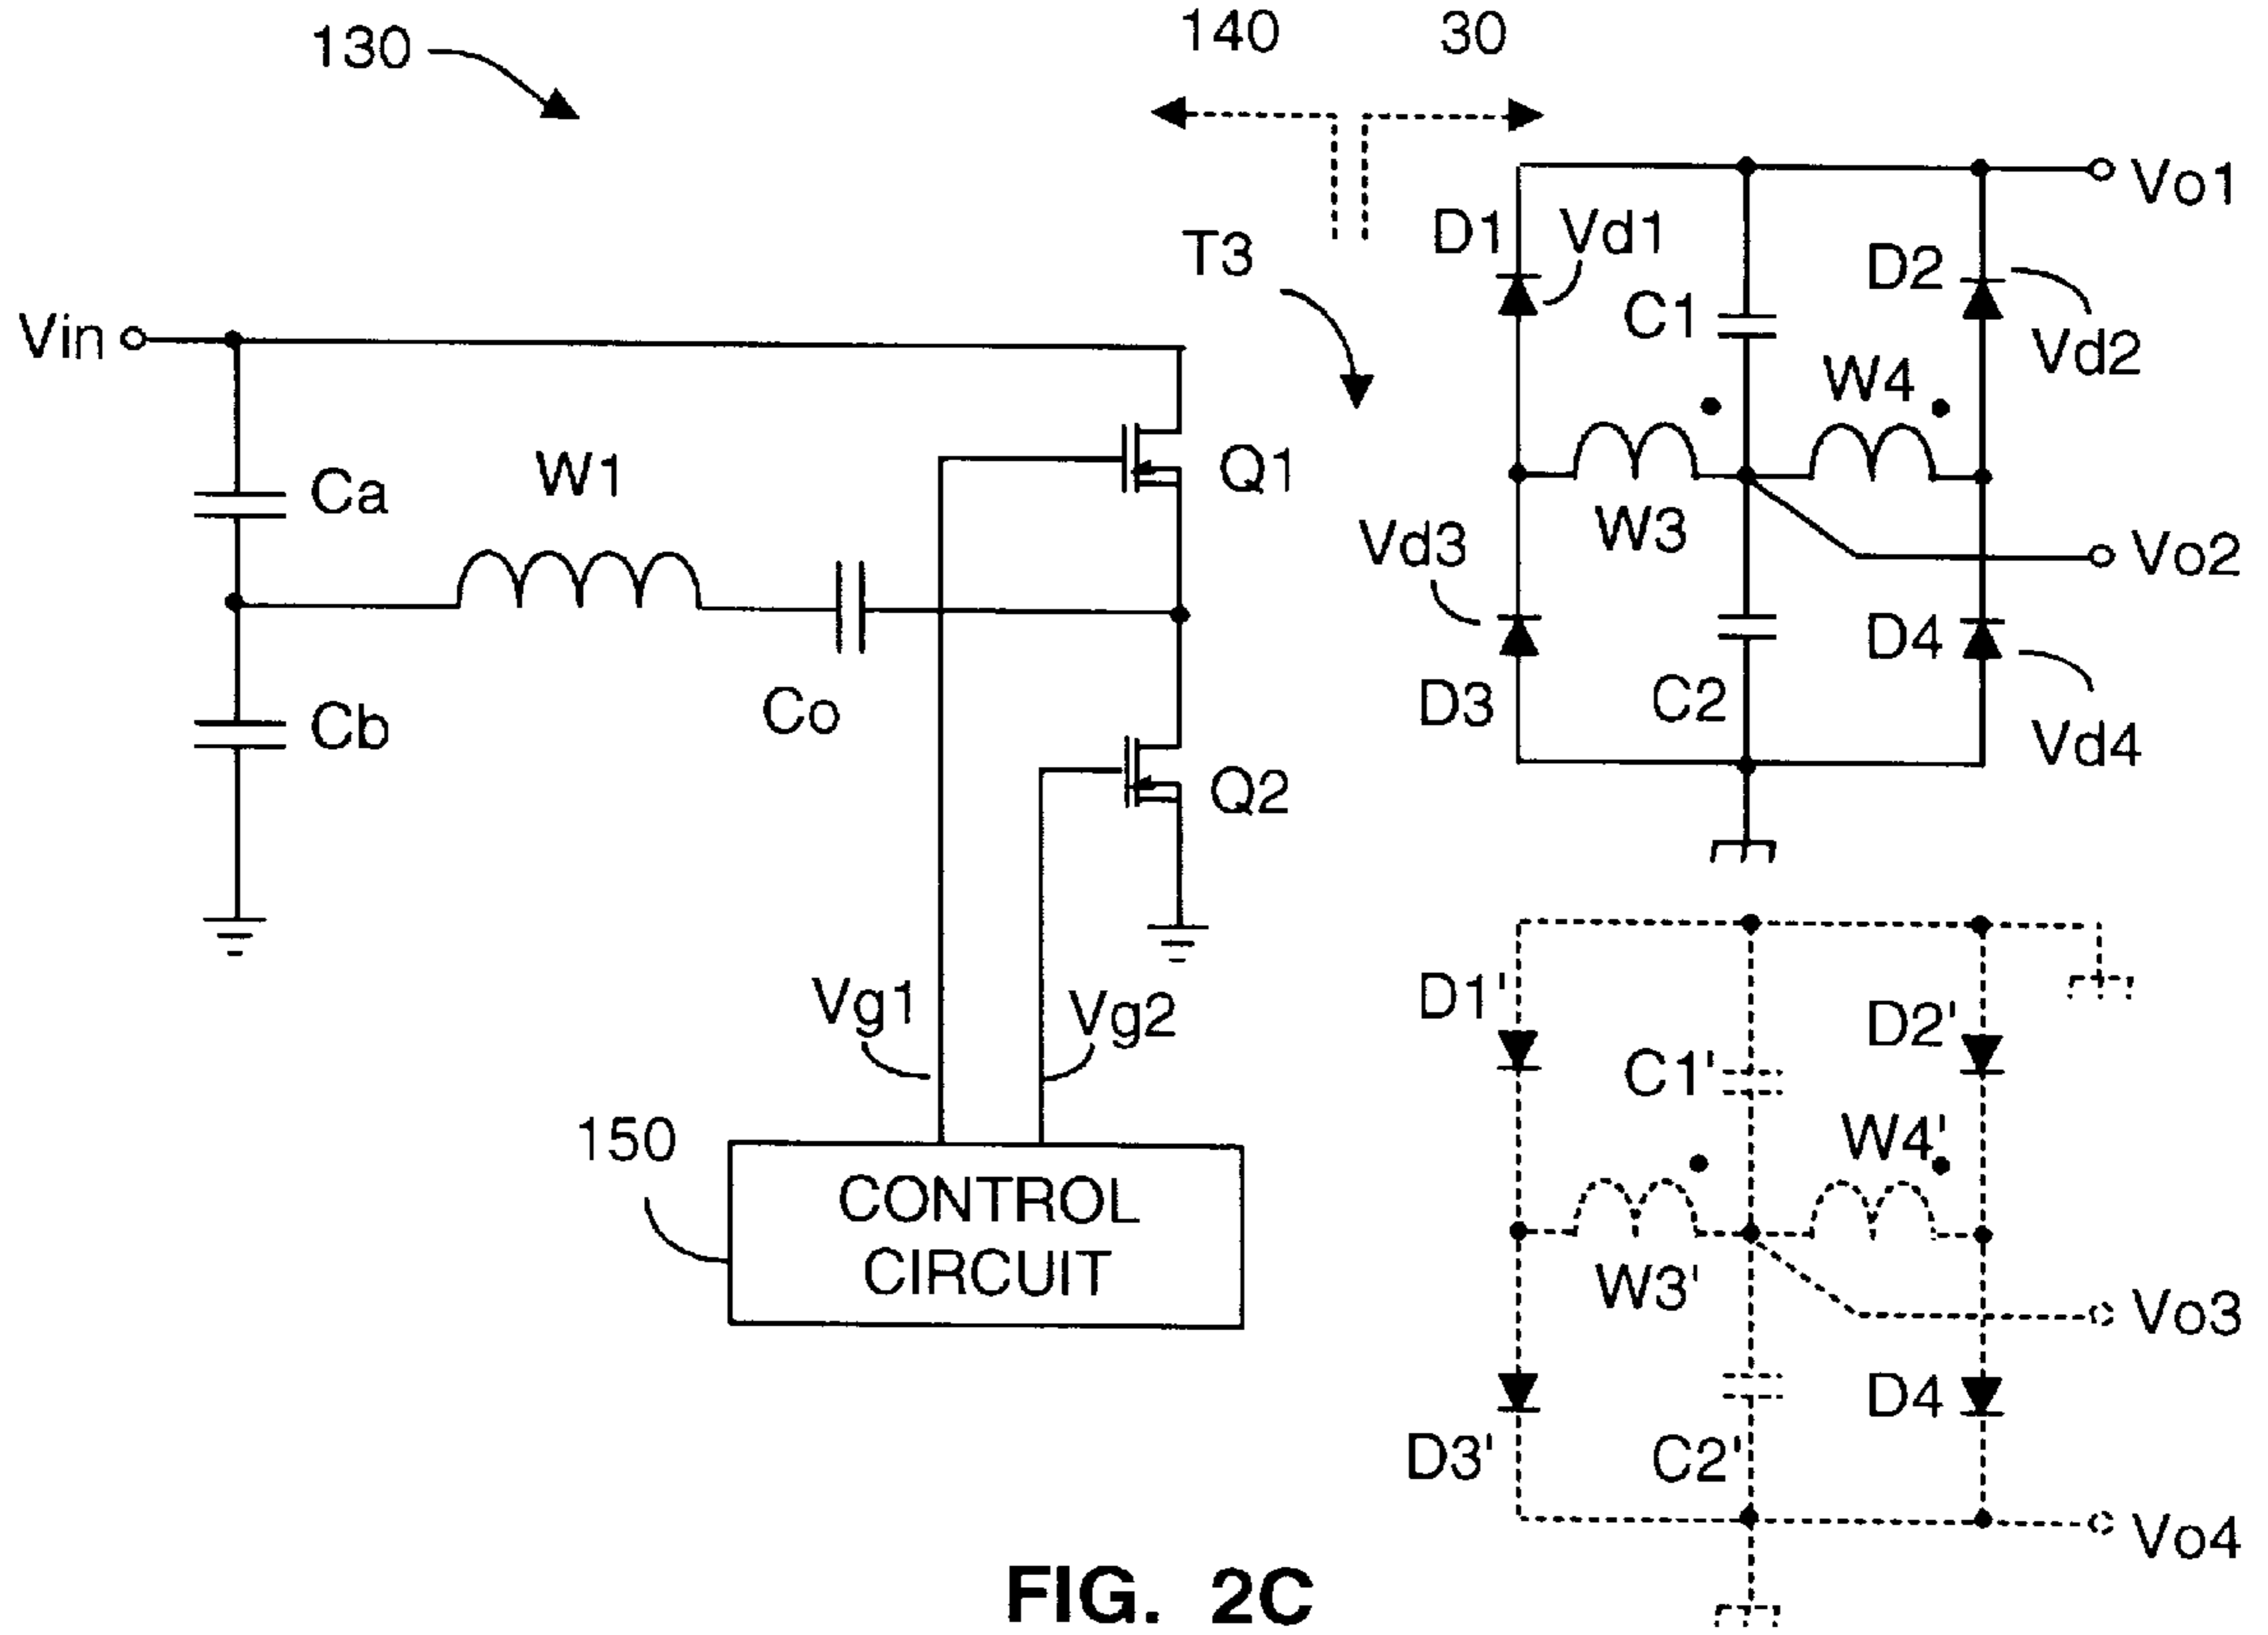 130
140
30
Vo1
D1
Vd1
T3
D2
C1
Vin
Vd2
W4
W1
Q1
Ca
W3
Vd3
Vo2
D4
D3
C2
Co
Cb
Vd4
Q2
D1'
Vg1
Vg2
D2'
C1'
150
W4'
CONTROL
CIRCUIT
W3'
Vo3
D4
D3'
C2'
Vo4
FIG. 2C